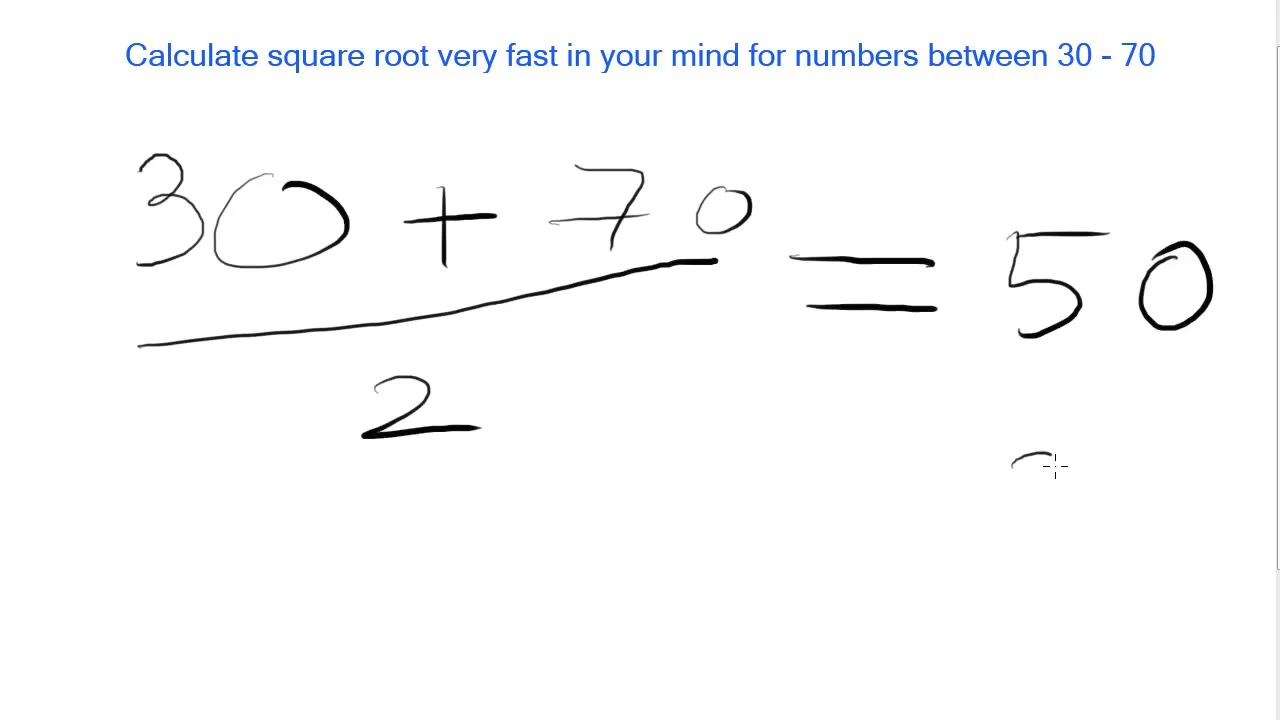 Calculate square root very fast in your mind for numbers between 30 - 70
30 + 70
= 50
2